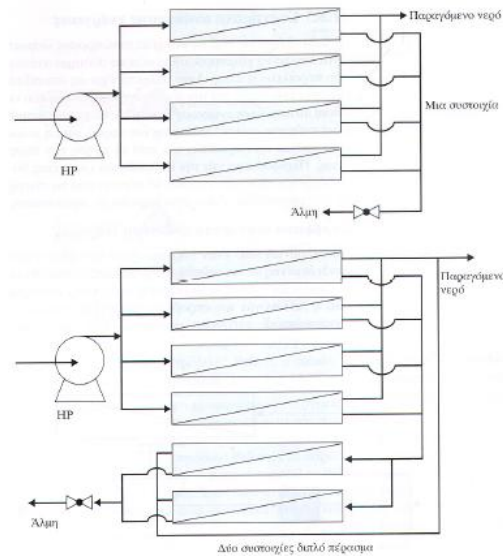 Παραγόμενο νερό
Μια συστοιχία
HP
Άλμη
Παραγόμενο
νερό
HP
Άλμη
Δύο συστοιχίες διπλό πέρασμα